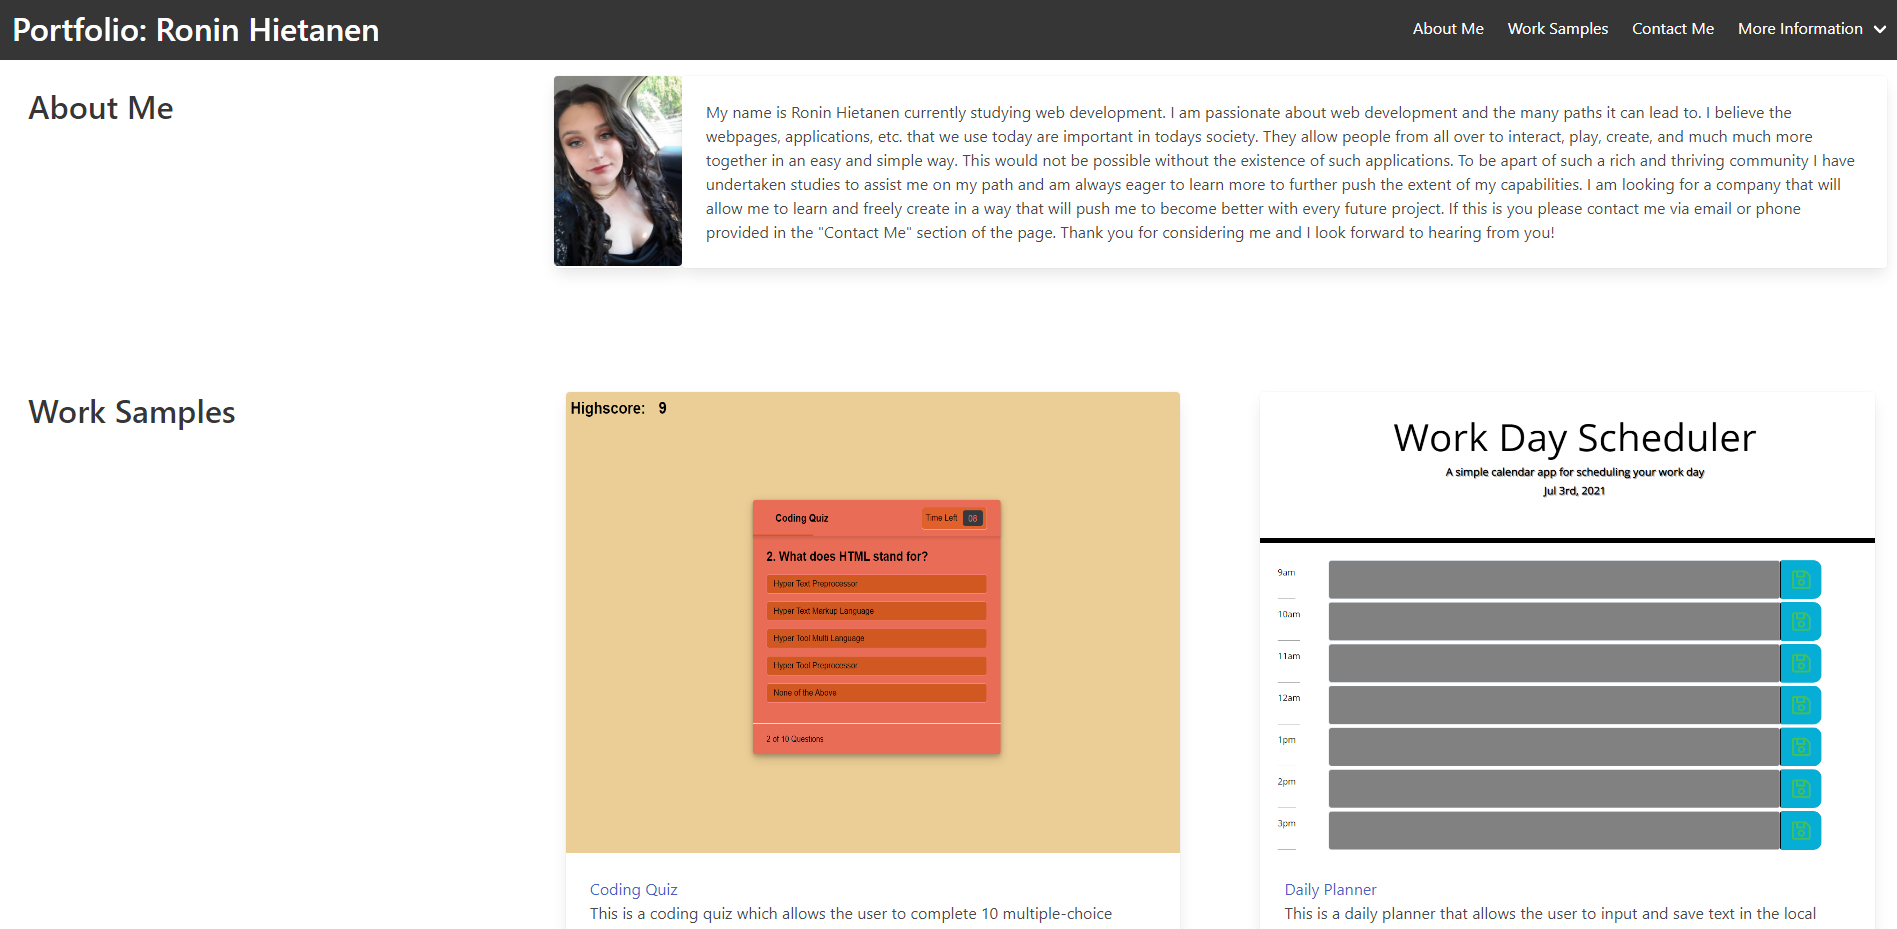 Portfolio: Ronin Hietanen
About Me
Work Samples
Contact Me
More Information
About Me
My name is Ronin Hietanen currently studying web development. I am passionate about web development and the many paths it can lead to. I believe the
webpages, applications, etc. that we use today are important in todays society. They allow people from all over to interact, play, create, and much much more
together in an easy and simple way. This would not be possible without the existence of such applications. To be apart of such a rich and thriving community I have
undertaken studies to assist me on my path and am always eager to learn more to further push the extent of my capabilities. I am looking for a company that will
allow me to learn and freely create in a way that will push me to become better with every future project. If this is you please contact me via email or phone
provided in the "Contact Me" section of the page. Thank you for considering me and I look forward to hearing from you!
Work Samples
Highscore: 9
Coding Quiz
Time Left 08
2. What does HTML stand for?
Hyper Text Preprocessor
Hyper Text Markup Language
Hyper Tool Multi Language
Hyper Tool Preprocessor
None of the Above
2 of 10 Questions
Coding Quiz
This is a coding quiz which allows the user to complete 10 multiple-choice
Work Day Scheduler
A simple calendar app for scheduling your work day
Jul 3rd, 2021
9am
10am
11am
12am
1pm
2pm
3pm
Daily Planner
This is a daily planner that allows the user to input and save text in the local